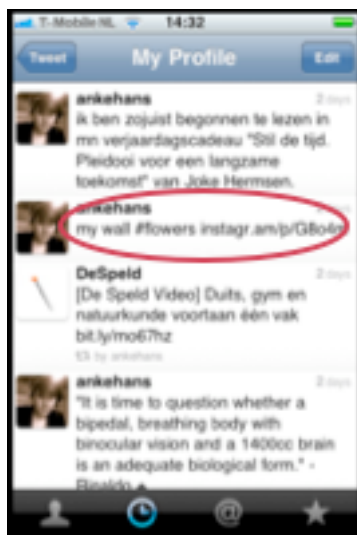 T-Mobile NL 14:32
Tweet My Profile Edit
ankehans 2 days
ik ben zojuist begonnen te lezen in
mn verjaardagscadeau "Stil de tijd.
Pleidooi voor een langzame
toekomst" van Joke Hermsen.
ankehans days
my wall #flowers instagr.am/p/G8o4m
DeSpeld 2 days
[De Speld Video] Duits, gym en
natuurkunde voortaan één vak
bit.ly/mo67hz
by ankehans
ankehans 2 days
"It is time to question whether a
bipedal, breathing body with
binocular vision and a 1400cc brain
is an adequate biological form." -
Rinaldo